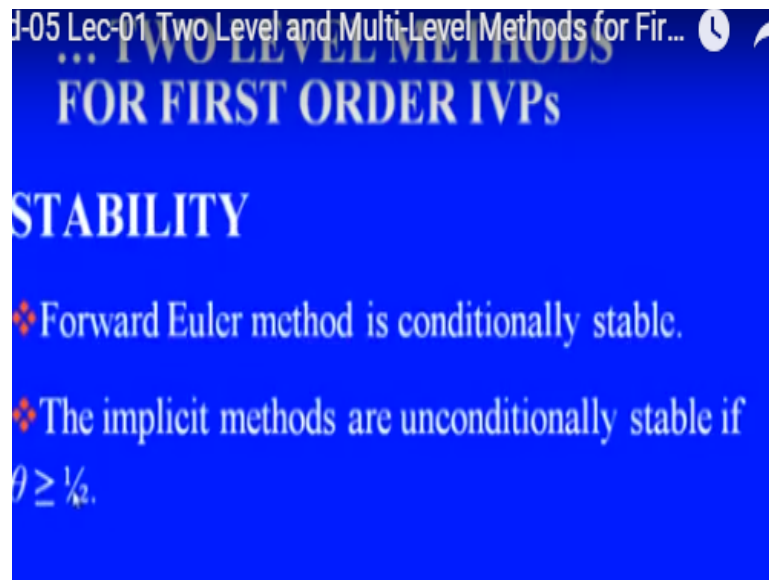 d-05 Lec-01 Two Level and Multi-Level Methods for Fir...
... TWO LEVEL METHODS
FOR FIRST ORDER IVPs
STABILITY
❖Forward Euler method is conditionally stable.
❖The implicit methods are unconditionally stable if
θ ≥ ½.